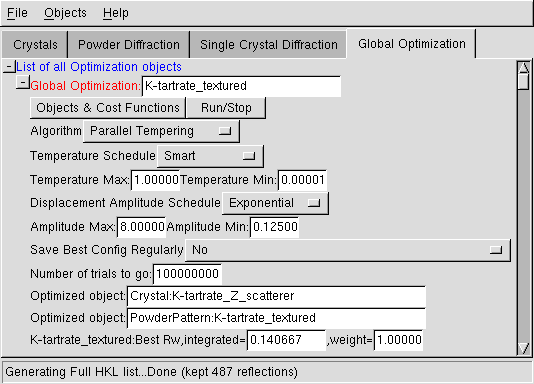 File Objects Help
Crystals Powder Diffraction Single Crystal Diffraction Global Optimization
List of all Optimization objects
Global Optimization: K-tartrate_textured
Objects & Cost Functions Run/Stop
Algorithm Parallel Tempering
Temperature Schedule Smart
Temperature Max: 1.00000 Temperature Min: 0.00001
Displacement Amplitude Schedule Exponential
Amplitude Max: 8.00000 Amplitude Min: 0.12500
Save Best Config Regularly No
Number of trials to go: 100000000
Optimized object: Crystal:K-tartrate_Z_scatterer
Optimized object: PowderPattern:K-tartrate_textured
K-tartrate_textured:Best Rw,integrated= 0.140667 ,weight= 1.00000
Generating Full HKL list...Done (kept 487 reflections)